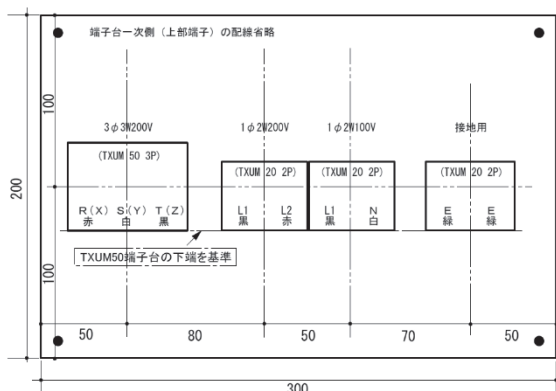 端子台一次側（上部端子）の配線省略
3φ3W200V
1φ2W200V
1φ2W100V
接地用
(TXUM 50 3P)
(TXUM 20 2P)
(TXUM 20 2P)
(TXUM 20 2P)
R(X) S(Y) T(Z)
赤 白 黒
L1 L2
黒 赤
L1 N
黒 白
E E
緑 緑
TXUM50端子台の下端を基準
100
200
100
50 80 50 70 50
300